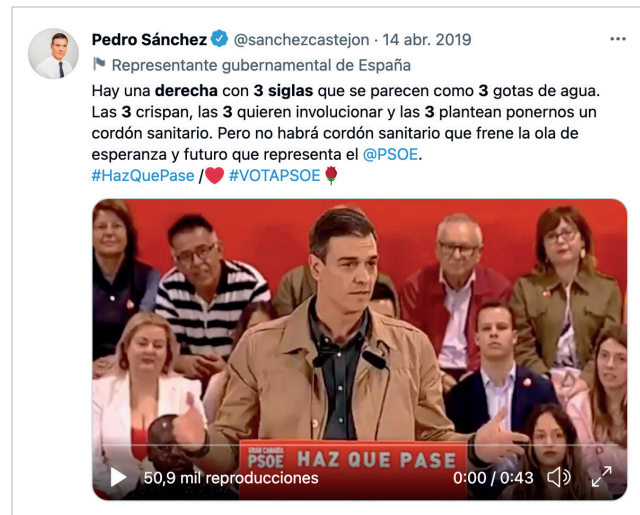 Pedro Sánchez @sanchezcastejon · 14 abr. 2019
Representante gubernamental de España
Hay una derecha con 3 siglas que se parecen como 3 gotas de agua.
Las 3 crispan, las 3 quieren involucionar y las 3 plantean ponernos un
cordón sanitario. Pero no habrá cordón sanitario que frene la ola de
esperanza y futuro que representa el @PSOE.
#HazQuePase /❤️ #VOTAPSOE🌹
GRAN CANARIA
PSOE HAZ QUE PASE
50,9 mil reproducciones 0:00 / 0:43